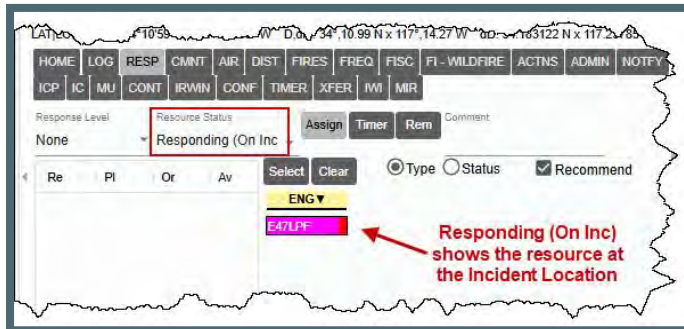 HOME LOG RESP CMNT AIR DIST FIRES FREQ FISC FI - WILDFIRE ACTNS ADMIN NOTFY
ICP IC MU CONT IRWIN CONF TIMER XFER IWI MIR
Response Level Resource Status Assign Timer Rem Comment
None Responding (On Inc
Re Pl Or Av Select Clear Type Status Recommend
ENG▼
E47LPF
Responding (On Inc)
shows the resource at
the Incident Location